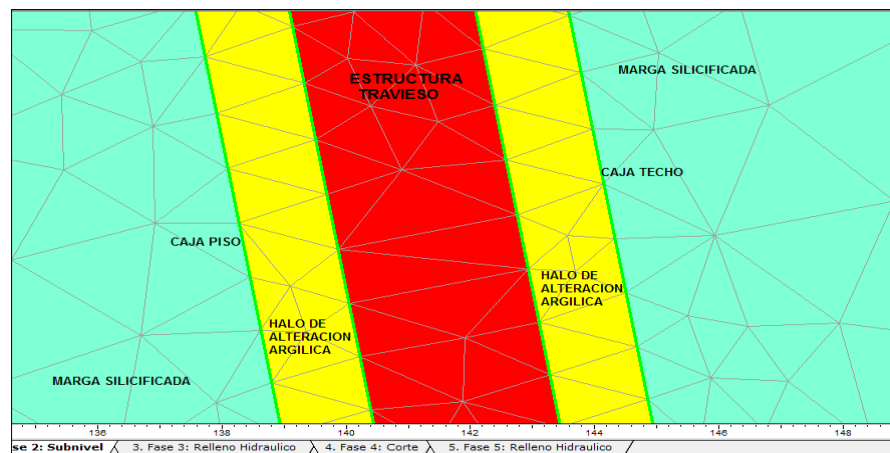 ESTRUCTURA
TRAVIESO
MARGA SILICIFICADA
CAJA TECHO
CAJA PISO
HALO DE
ALTERACION
ARGILICA
HALO DE
ALTERACION
ARGILICA
MARGA SILICIFICADA
136 138 140 142 144 146 148
se 2: Subnivel 3. Fase 3: Relleno Hidraulico 4. Fase 4: Corte 5. Fase 5: Relleno Hidraulico